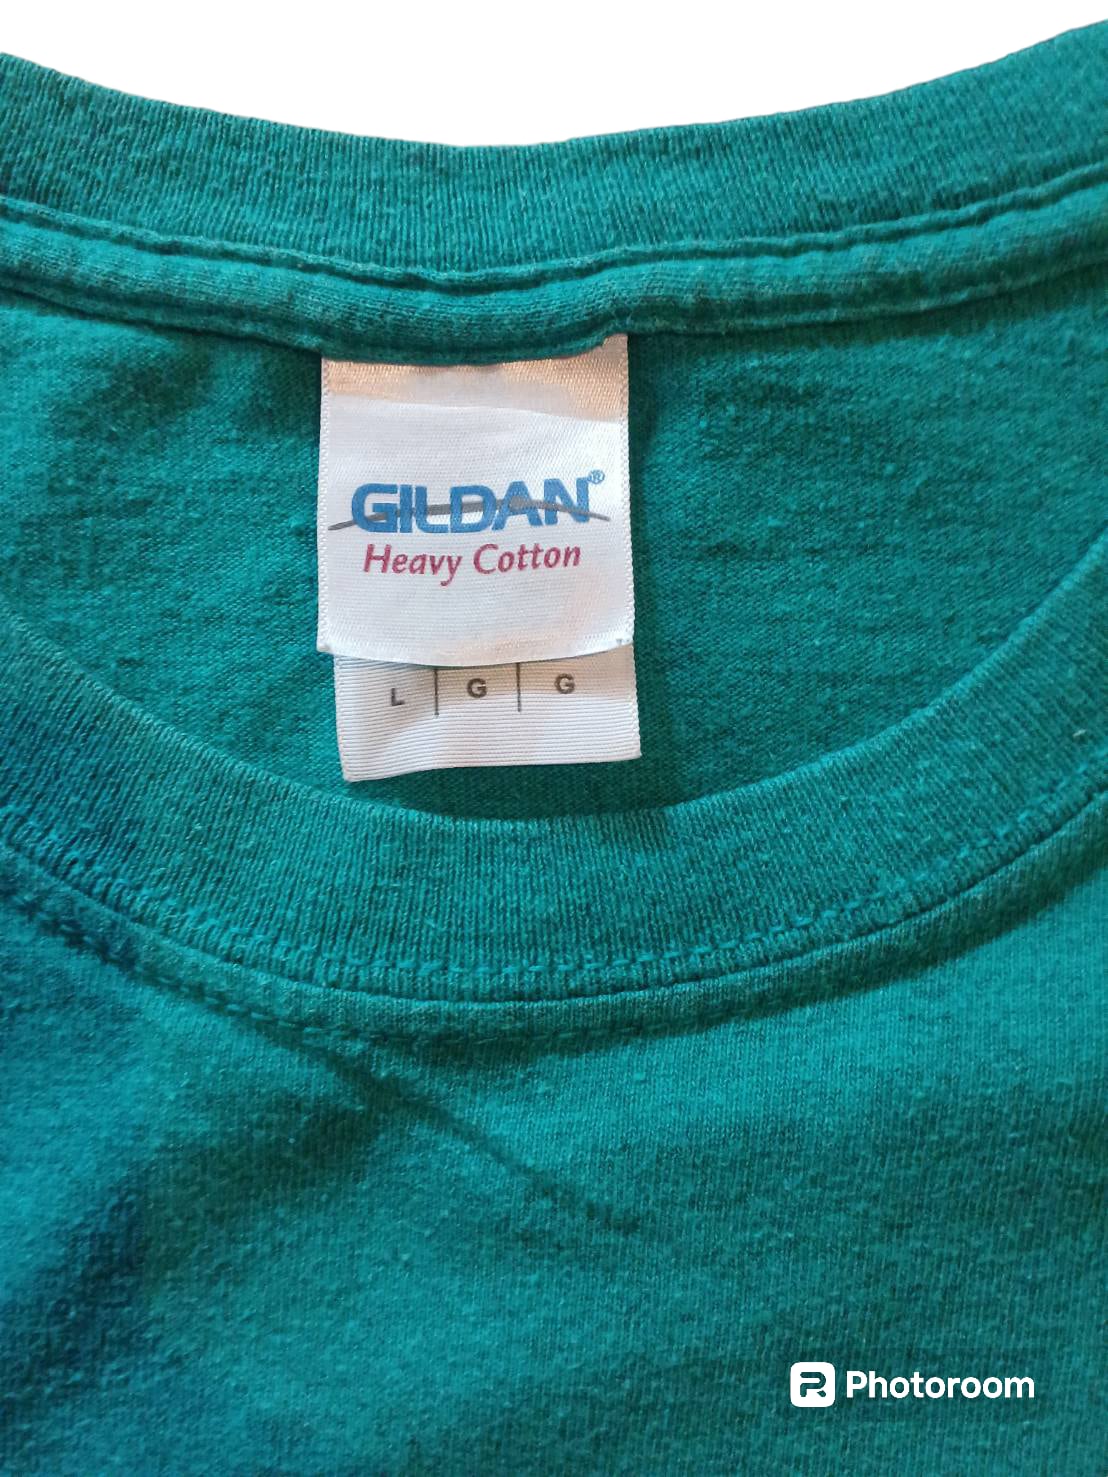 GILDAN®
Heavy Cotton
L | G | G
Photoroom